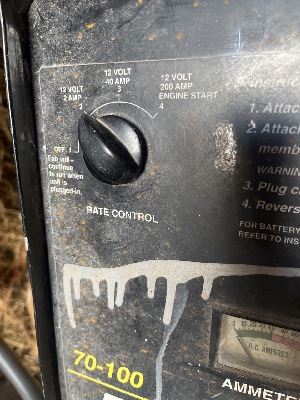 12 VOLT
2 AMP
2
12 VOLT
40 AMP
3
12 VOLT
200 AMP
ENGINE START
4
OFF 1
Fan will
continue
to run when
unit is
plugged-in.
RATE CONTROL
1. Attac
2. Attach
memb
WARNIN
3. Plug c
4. Revers
FOR BATTERY
REFER TO INS
70-100
D.C. AMPERES
AMMETE